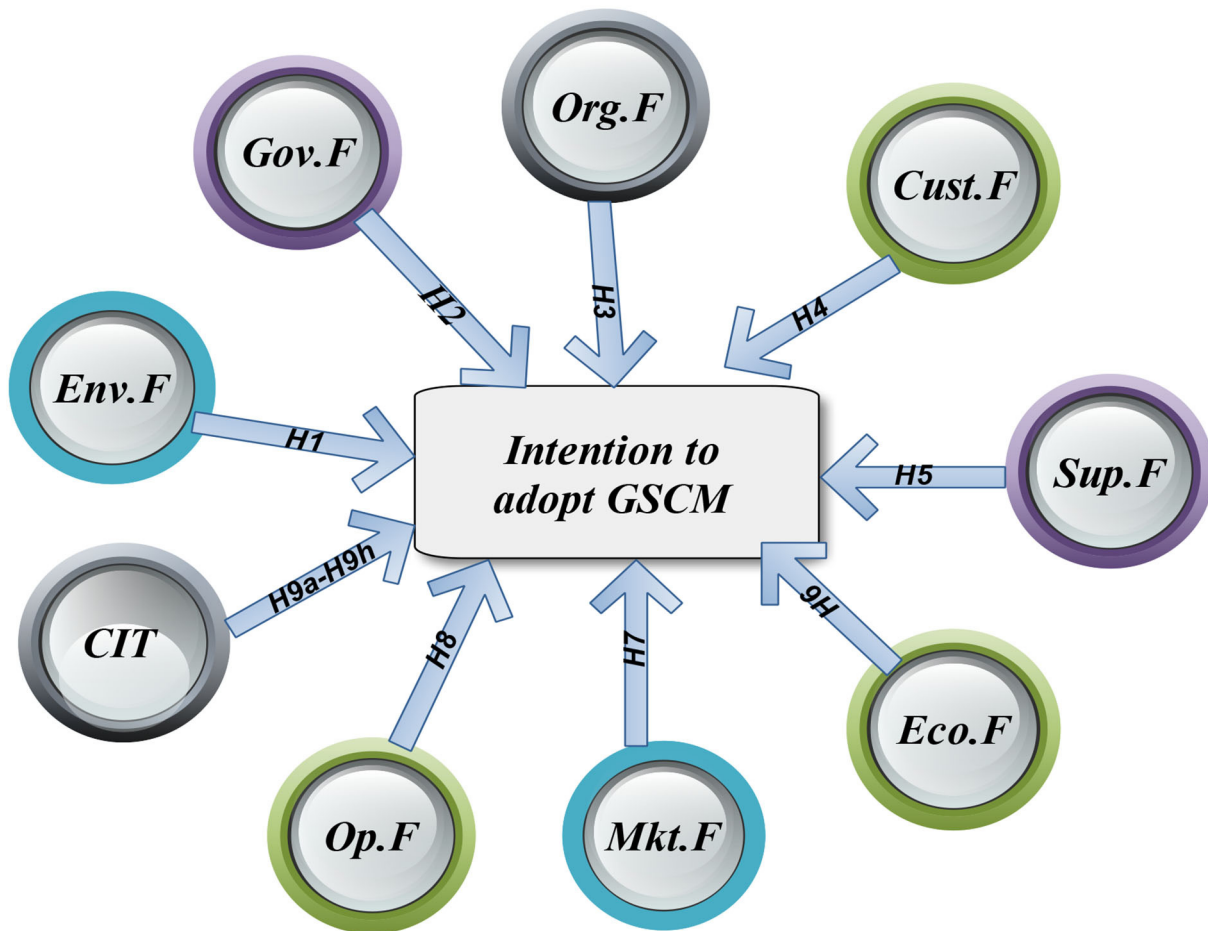 Org.F
Gov.F
Cust.F
H2
H3
H4
Env.F
H1
Intention to
adopt GSCM
H5
Sup.F
CIT
H9a-H9h
H8
H7
H6
Eco.F
Op.F
Mkt.F